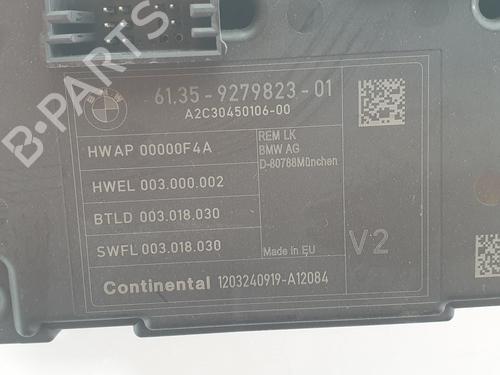 BMW
61.35-9279823-01
A2C30450106-00
HWAP 00000F4A
HWEL 003.000.002
BTLD 003.018.030
SWFL 003.018.030
REM LK
BMW AG
D-80788München
Made in EU
V2
Continental 1203240919-A12084